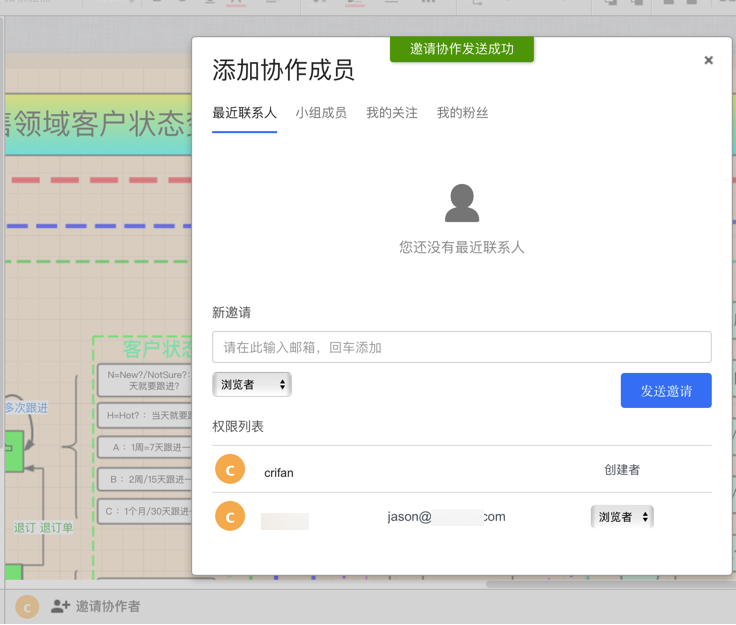 邀请协作发送成功
添加协作成员
最近联系人 小组成员 我的关注 我的粉丝
您还没有最近联系人
新邀请
请在此输入邮箱，回车添加
浏览者
发送邀请
权限列表
C crifan 创建者
C jason@ com 浏览者
领域客户状态
客户状态
N=New?/NotSure?：
天就要跟进?
H=Hot? ：当天就要
A ：1周=7天跟进一
B ：2周/15天跟进一
C ：1个月/30天跟进
多次跟进
退订 退订单
C 邀请协作者